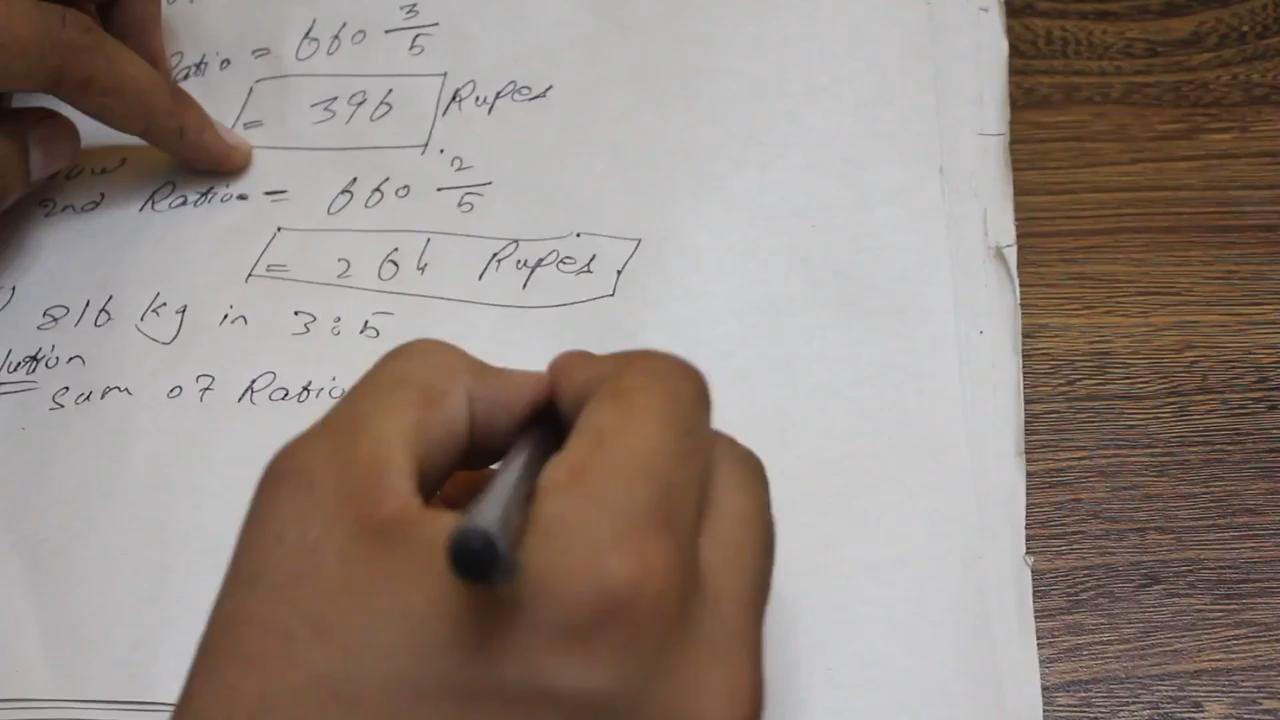 Ratio = 660 3/5
= 396 Rupes
2nd Ratio = 660 2/5
= 264 Rupes
816 kg in 3:5
lution
= Sum of Ratio